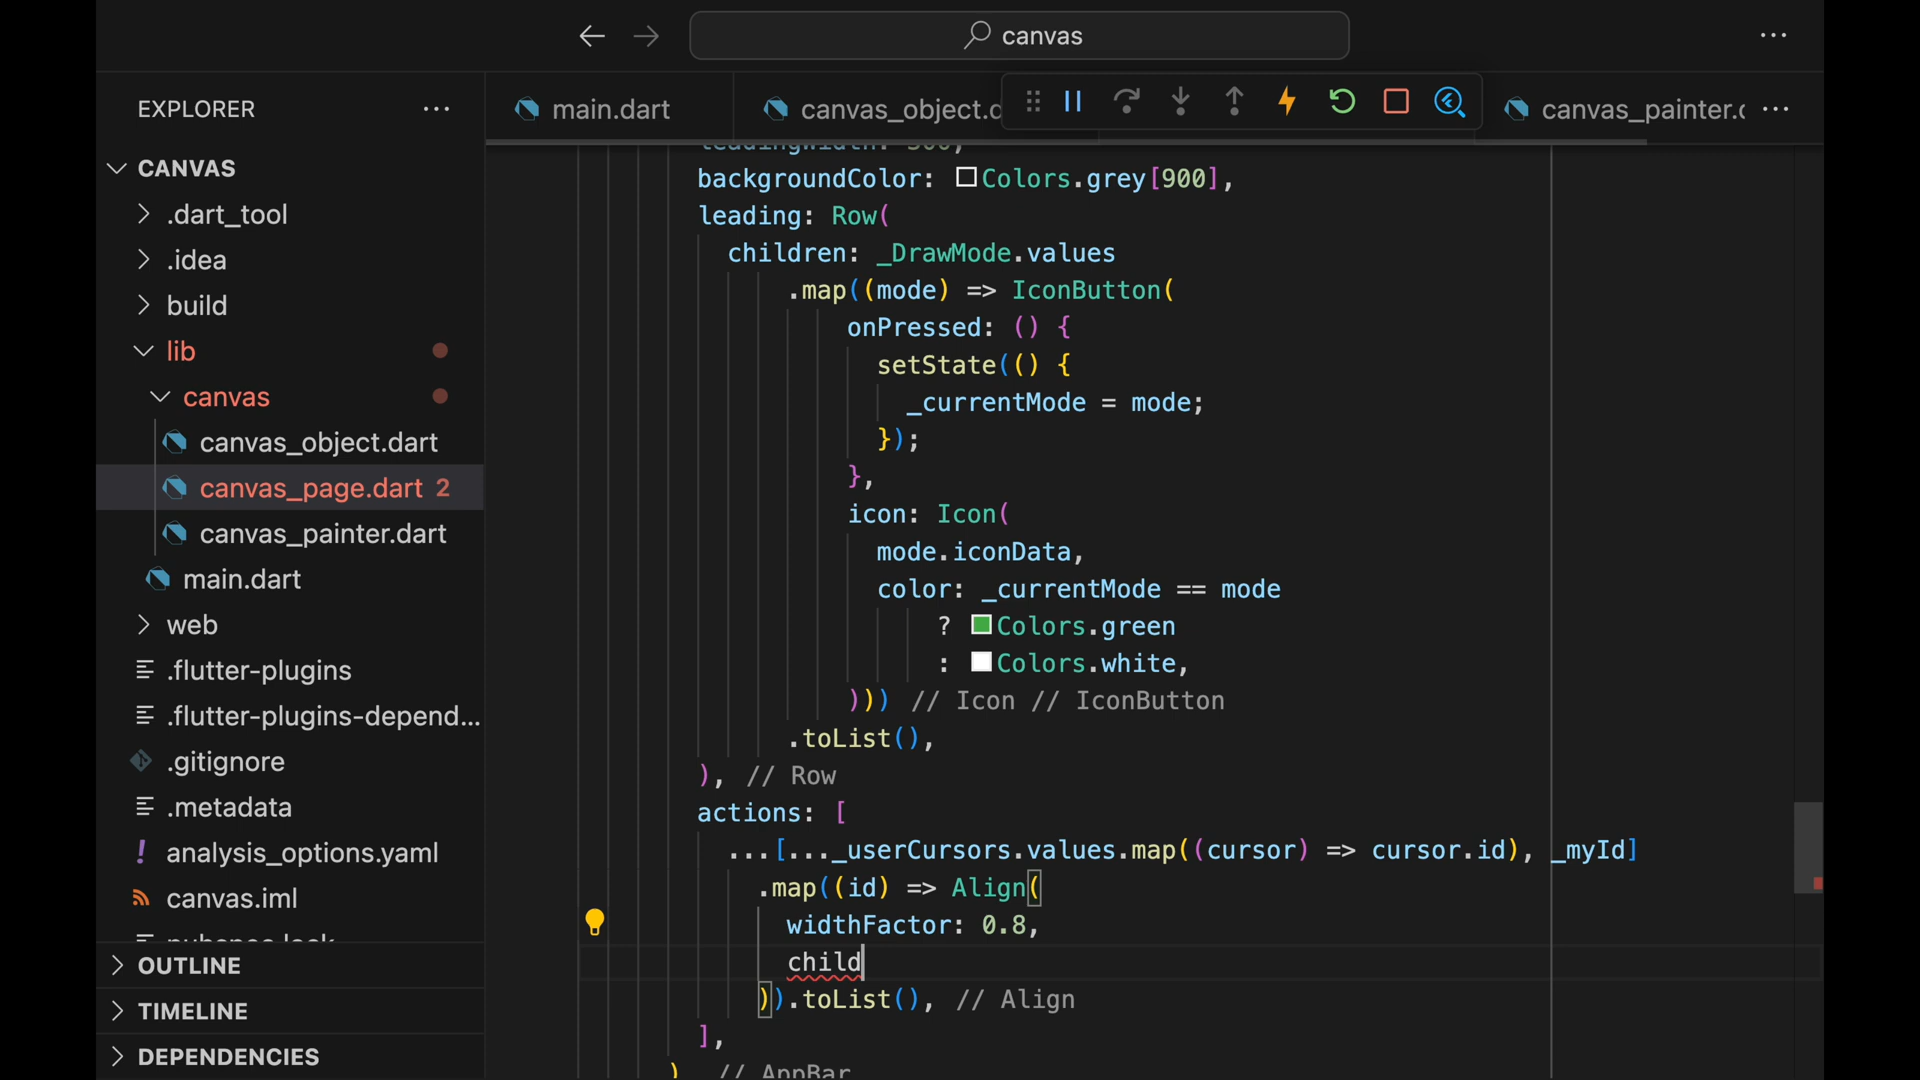 canvas
EXPLORER
main.dart
canvas_object.d
canvas_painter.c
CANVAS
.dart_tool
.idea
build
lib
canvas
canvas_object.dart
canvas_page.dart 2
canvas_painter.dart
main.dart
web
.flutter-plugins
.flutter-plugins-depend...
.gitignore
.metadata
! analysis_options.yaml
canvas.iml
OUTLINE
TIMELINE
DEPENDENCIES
backgroundColor: Colors.grey[900],
leading: Row(
children: _DrawMode.values
.map((mode) => IconButton(
onPressed: () {
setState(() {
_currentMode = mode;
});
},
icon: Icon(
mode.iconData,
color: _currentMode == mode
? Colors.green
: Colors.white,
))) // Icon // IconButton
.toList(),
), // Row
actions: [
...[..._userCursors.values.map((cursor) => cursor.id), _myId]
.map((id) => Align(
widthFactor: 0.8,
child
)).toList(), // Align
],
) // AppBar